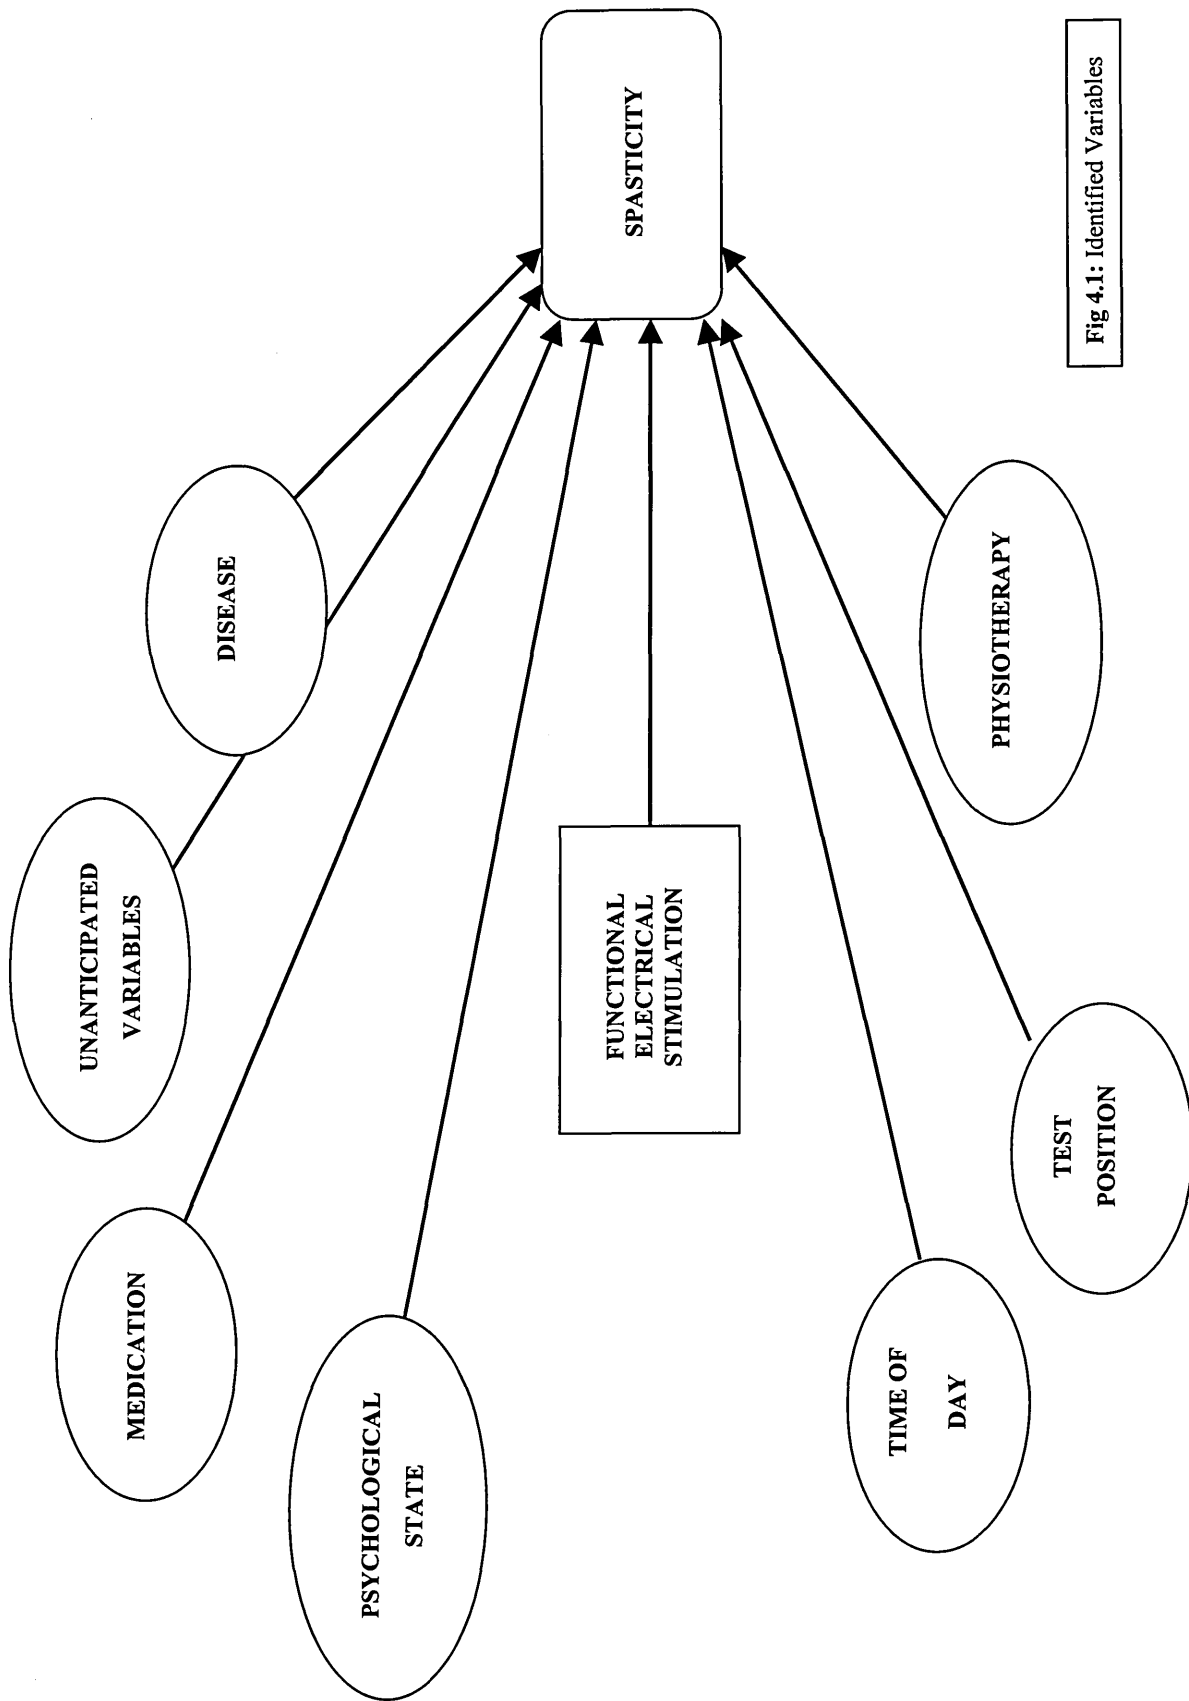 UNANTICIPATED
VARIABLES
MEDICATION
DISEASE
PSYCHOLOGICAL
STATE
FUNCTIONAL
ELECTRICAL
STIMULATION
SPASTICITY
TIME OF
DAY
PHYSIOTHERAPY
TEST
POSITION
Fig 4.1: Identified Variables